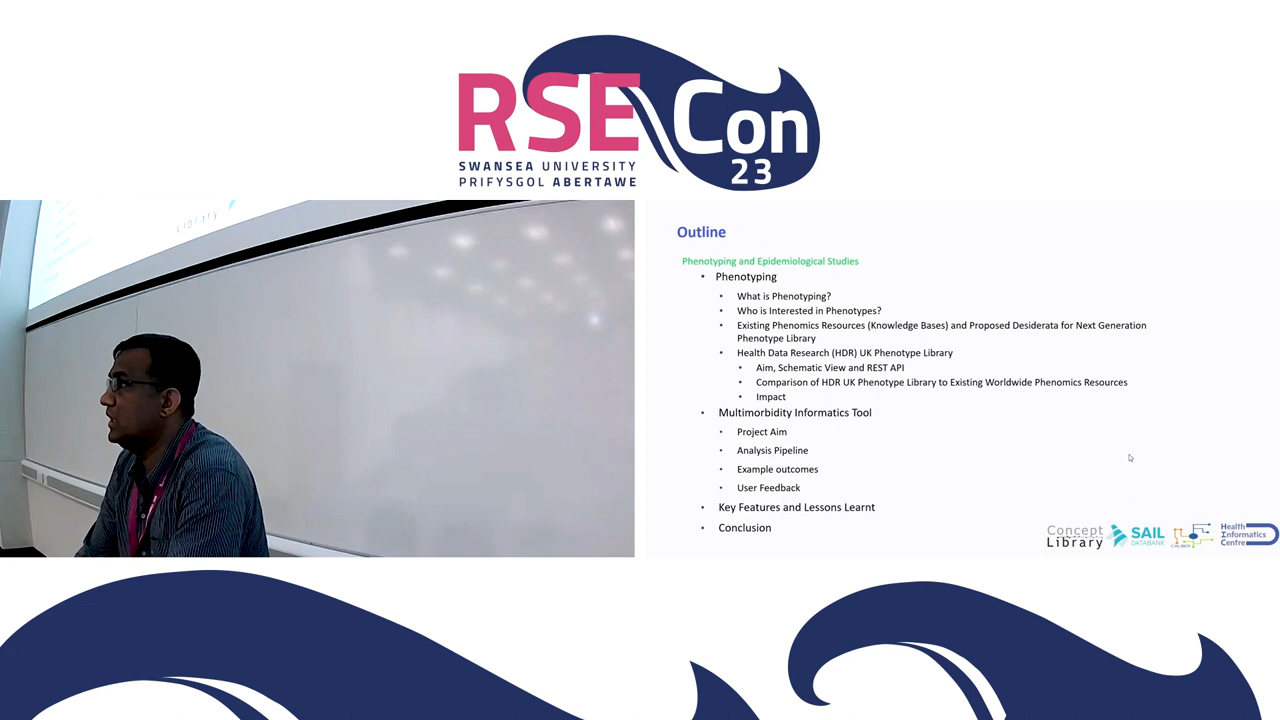 RSE Con
23
SWANSEA UNIVERSITY
PRIFYSGOL ABERTAWE
Library
Outline
Phenotyping and Epidemiological Studies
• Phenotyping
• What is Phenotyping?
• Who is Interested in Phenotypes?
• Existing Phenomics Resources (Knowledge Bases) and Proposed Desiderata for Next Generation
Phenotype Library
• Health Data Research (HDR) UK Phenotype Library
• Aim, Schematic View and REST API
• Comparison of HDR UK Phenotype Library to Existing Worldwide Phenomics Resources
• Impact
• Multimorbidity Informatics Tool
• Project Aim
• Analysis Pipeline
• Example outcomes
• User Feedback
• Key Features and Lessons Learnt
• Conclusion
Concept
Library
SAIL
DATABANK
CALIBER
Health
Informatics
Centre